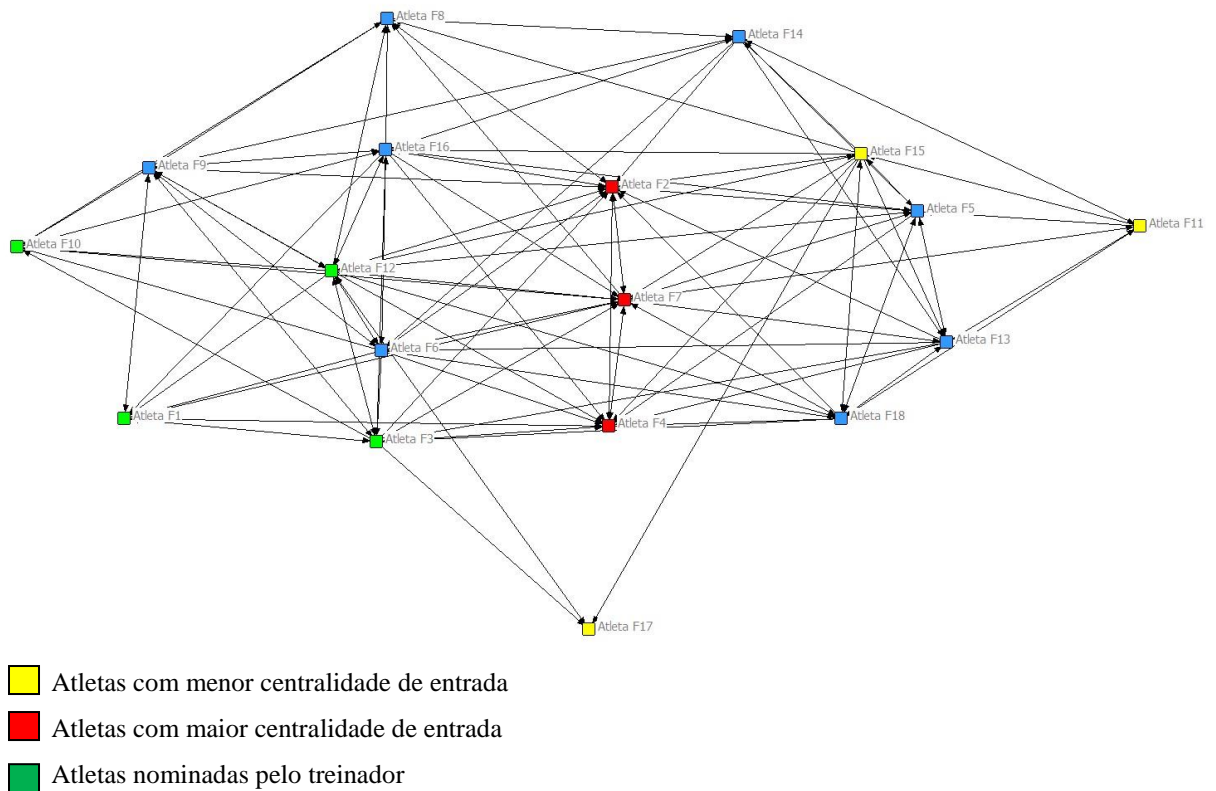 Atleta F8
Atleta F14
Atleta F16
Atleta F15
Atleta F9
Atleta F2
Atleta F5
Atleta F11
Atleta F10
Atleta F12
Atleta F7
Atleta F13
Atleta F6
Atleta F1
Atleta F18
Atleta F4
Atleta F3
Atleta F17
Atletas com menor centralidade de entrada
Atletas com maior centralidade de entrada
Atletas nominadas pelo treinador